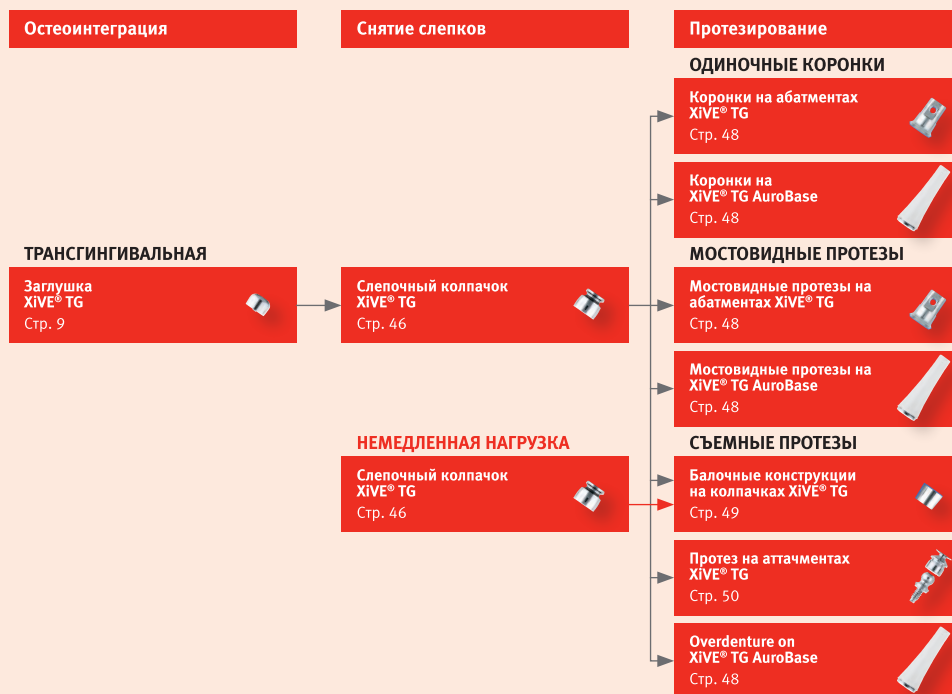 Остеоинтеграция
Снятие слепков
Протезирование
ОДИНОЧНЫЕ КОРОНКИ
Коронки на абатментах
XiVE® TG
Стр. 48
Коронки на
XiVE® TG AuroBase
Стр. 48
ТРАНСГИНГИВАЛЬНАЯ
Заглушка
XiVE® TG
Стр. 9
Слепочный колпачок
XiVE® TG
Стр. 46
МОСТОВИДНЫЕ ПРОТЕЗЫ
Мостовидные протезы на
абатментах XiVE® TG
Стр. 48
Мостовидные протезы на
XiVE® TG AuroBase
Стр. 48
НЕМЕДЛЕННАЯ НАГРУЗКА
Слепочный колпачок
XiVE® TG
Стр. 46
СЪЕМНЫЕ ПРОТЕЗЫ
Балочные конструкции
на колпачках XiVE® TG
Стр. 49
Протез на аттачментах
XiVE® TG
Стр. 50
Overdenture on
XiVE® TG AuroBase
Стр. 48